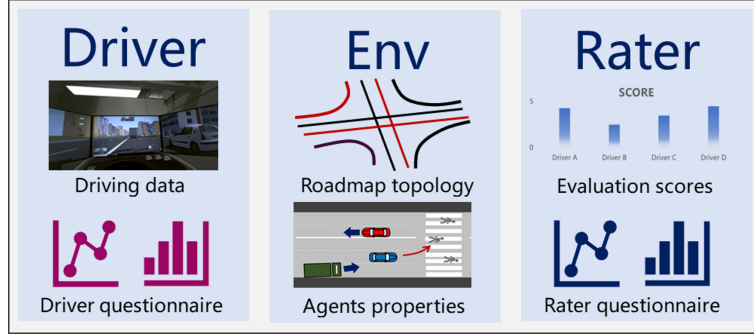 Driver
Driving data
Driver questionnaire
Env
Roadmap topology
Agents properties
Rater
SCORE
5
0
Driver A Driver B Driver C Driver D
Evaluation scores
Rater questionnaire